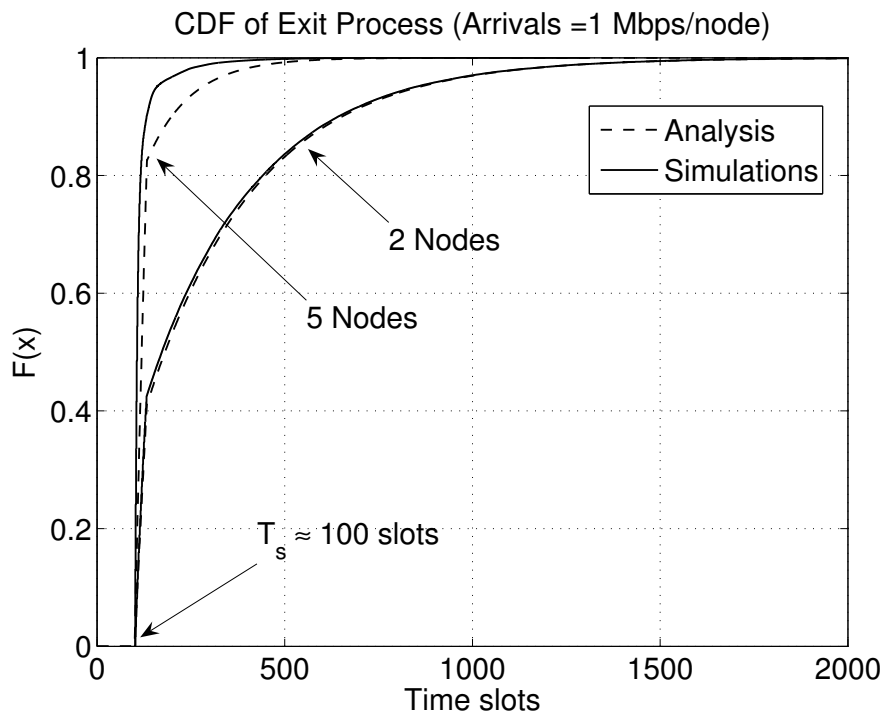 CDF of Exit Process (Arrivals =1 Mbps/node)
1
0.8
0.6
0.4
0.2
0
F(x)
Analysis
Simulations
2 Nodes
5 Nodes
T_s ≈ 100 slots
0 500 1000 1500 2000
Time slots